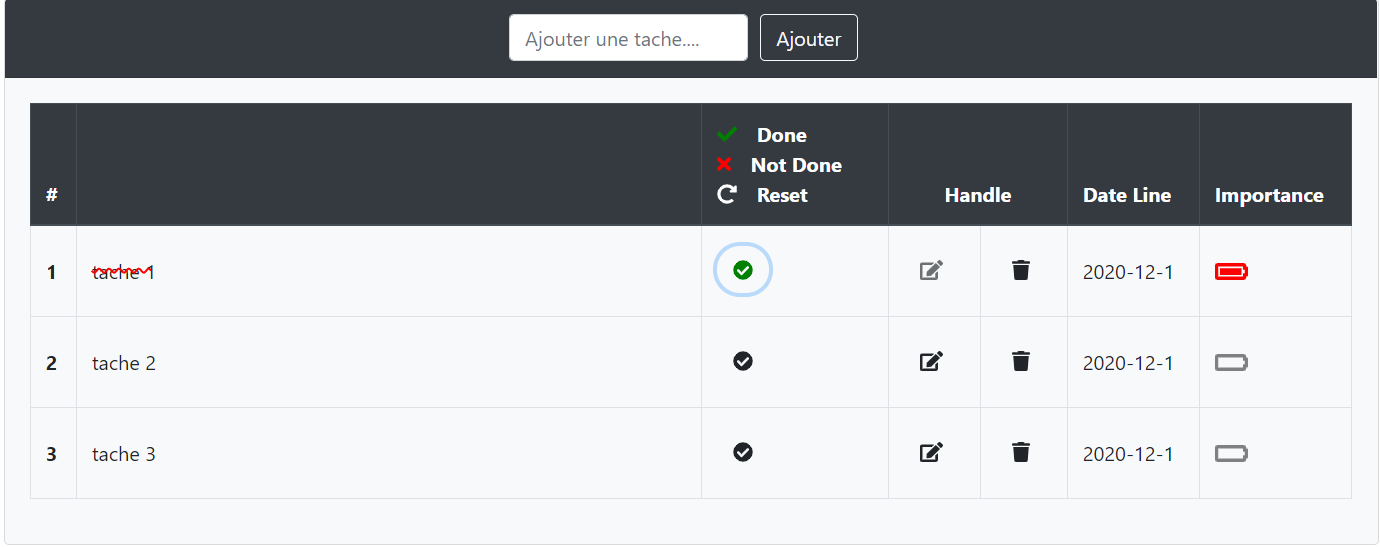 Ajouter une tache.... Ajouter
Done
Not Done
# Reset Handle Date Line Importance
1 tache 1 2020-12-1
2 tache 2 2020-12-1
3 tache 3 2020-12-1